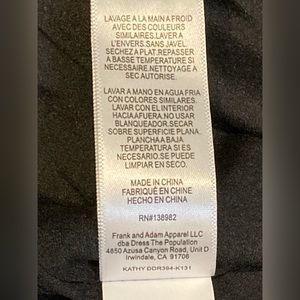 LAVAGE A LA MAIN A FROID
AVEC DES COULEURS
SIMILAIRES.LAVER A
L'ENVERS.SANS JAVEL
SECHEZ A PLAT.REPASSER
A BASSE TEMPERATURE SI
NECESSAIRE.NETTOYAGE A
SEC AUTORISE.
LAVAR A MANO EN AGUA FRIA
CON COLORES SIMILARES.
LAVAR CON EL INTERIOR
HACIA AFUERA.NO USAR
BLANQUEADOR.SECAR
SOBRE SUPERFICIE PLANA.
PLANCHA A BAJA
TEMPERATURA SI ES
NECESARIO.SE PUEDE
LIMPIAR EN SECO.
MADE IN CHINA
FABRIQUÉ EN CHINE
HECHO EN CHINA
RN#138982
Frank and Adam Apparel LLC
dba Dress The Population
4850 Azusa Canyon Road, Unit D
Irwindale, CA 91706
KATHY DDR394-K131